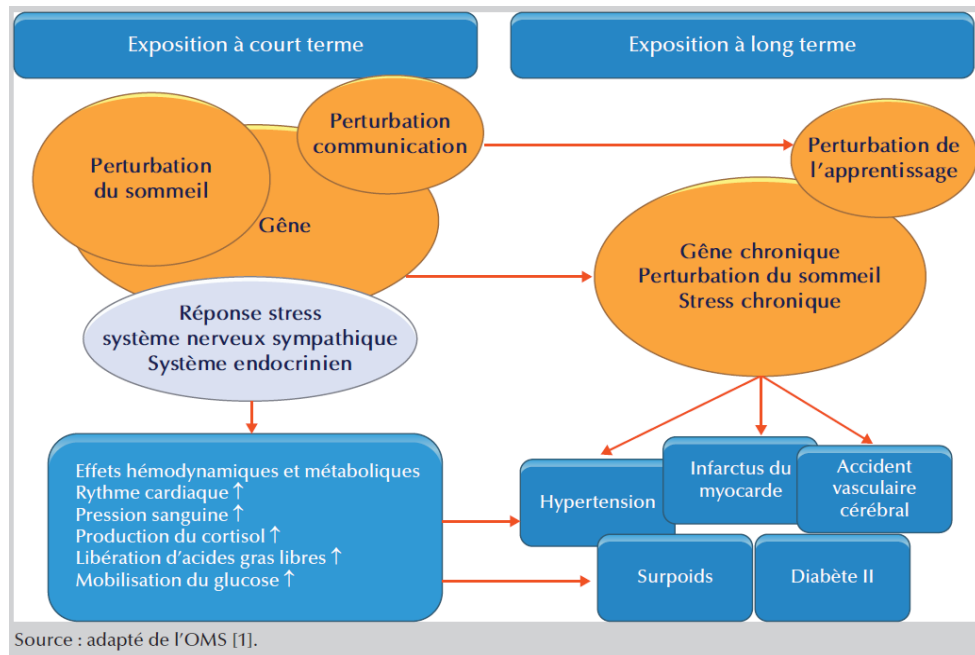 Exposition à court terme
Exposition à long terme
Perturbation
communication
Perturbation
du sommeil
Gêne
Réponse stress
système nerveux sympathique
Système endocrinien
Effets hémodynamiques et métaboliques
Rythme cardiaque ↑
Pression sanguine ↑
Production du cortisol ↑
Libération d'acides gras libres ↑
Mobilisation du glucose ↑
Perturbation de
l'apprentissage
Gêne chronique
Perturbation du sommeil
Stress chronique
Hypertension
Infarctus du
myocarde
Accident
vasculaire
cérébral
Surpoids
Diabète II
Source : adapté de l'OMS [1].